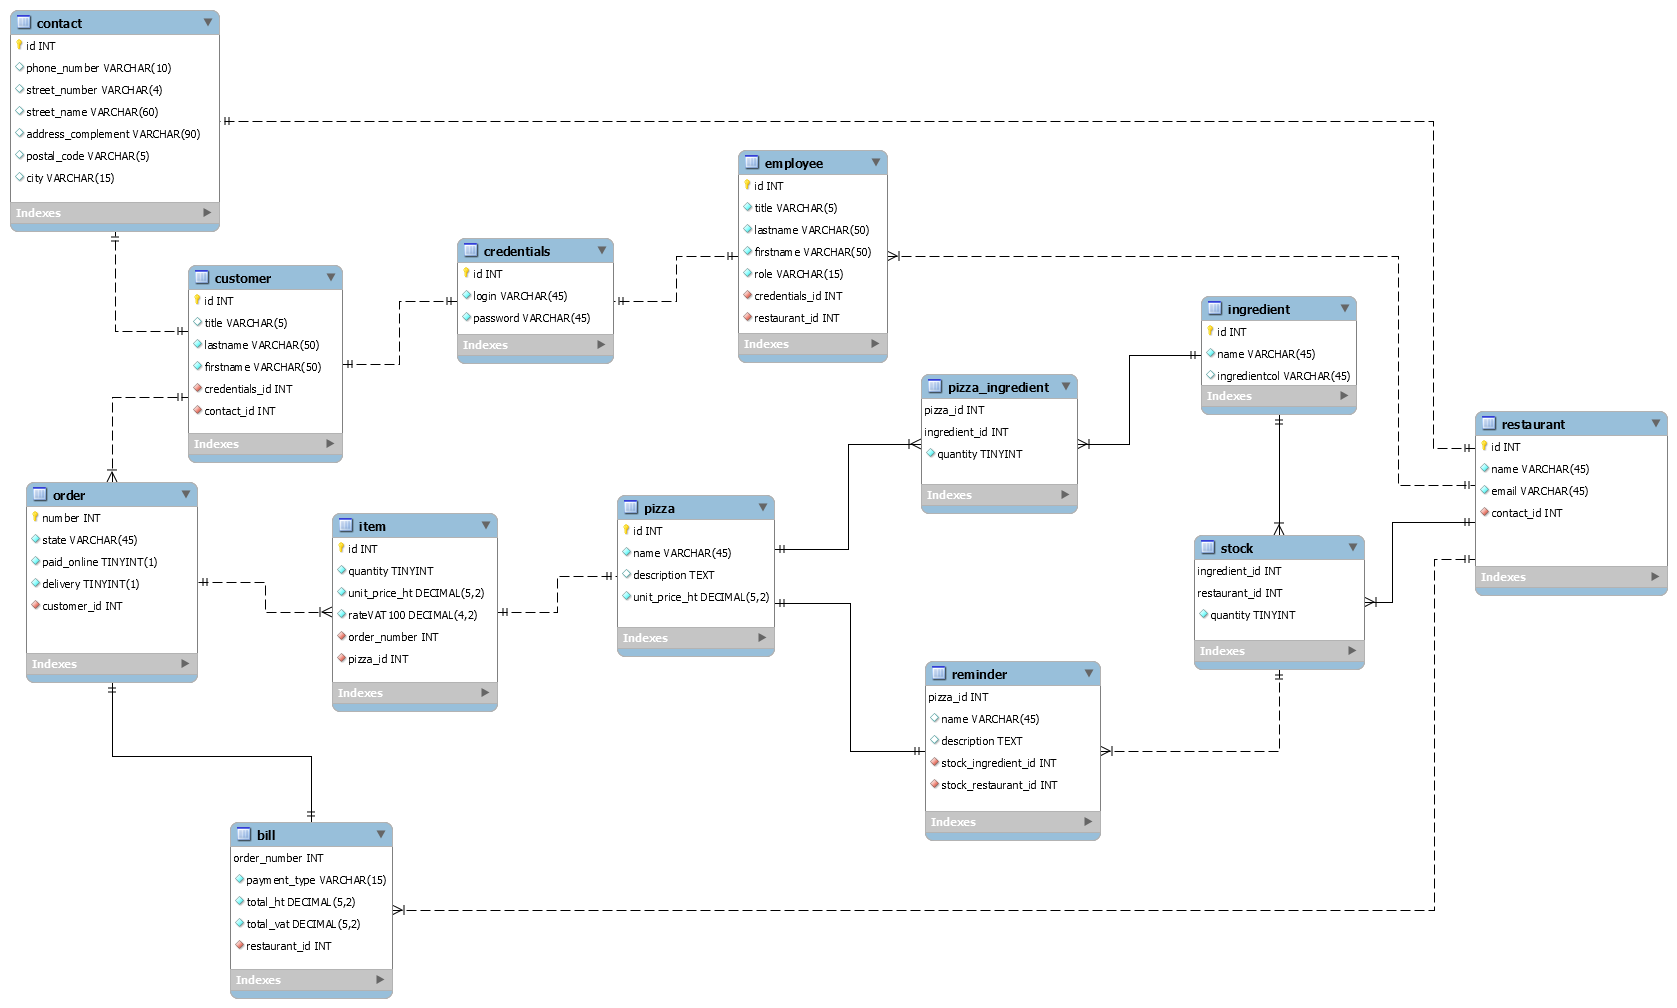 contact
id INT
phone_number VARCHAR(10)
street_number VARCHAR(4)
street_name VARCHAR(60)
address_complement VARCHAR(90)
postal_code VARCHAR(5)
city VARCHAR(15)
Indexes
customer
id INT
title VARCHAR(5)
lastname VARCHAR(50)
firstname VARCHAR(50)
credentials_id INT
contact_id INT
Indexes
credentials
id INT
login VARCHAR(45)
password VARCHAR(45)
Indexes
employee
id INT
title VARCHAR(5)
lastname VARCHAR(50)
firstname VARCHAR(50)
role VARCHAR(15)
credentials_id INT
restaurant_id INT
Indexes
ingredient
id INT
name VARCHAR(45)
ingredientcol VARCHAR(45)
Indexes
pizza_ingredient
pizza_id INT
ingredient_id INT
quantity TINYINT
Indexes
restaurant
id INT
name VARCHAR(45)
email VARCHAR(45)
contact_id INT
Indexes
order
number INT
state VARCHAR(45)
paid_online TINYINT(1)
delivery TINYINT(1)
customer_id INT
Indexes
item
id INT
quantity TINYINT
unit_price_ht DECIMAL(5,2)
rateVAT100 DECIMAL(4,2)
order_number INT
pizza_id INT
Indexes
pizza
id INT
name VARCHAR(45)
description TEXT
unit_price_ht DECIMAL(5,2)
Indexes
stock
ingredient_id INT
restaurant_id INT
quantity TINYINT
Indexes
reminder
pizza_id INT
name VARCHAR(45)
description TEXT
stock_ingredient_id INT
stock_restaurant_id INT
Indexes
bill
order_number INT
payment_type VARCHAR(15)
total_ht DECIMAL(5,2)
total_vat DECIMAL(5,2)
restaurant_id INT
Indexes